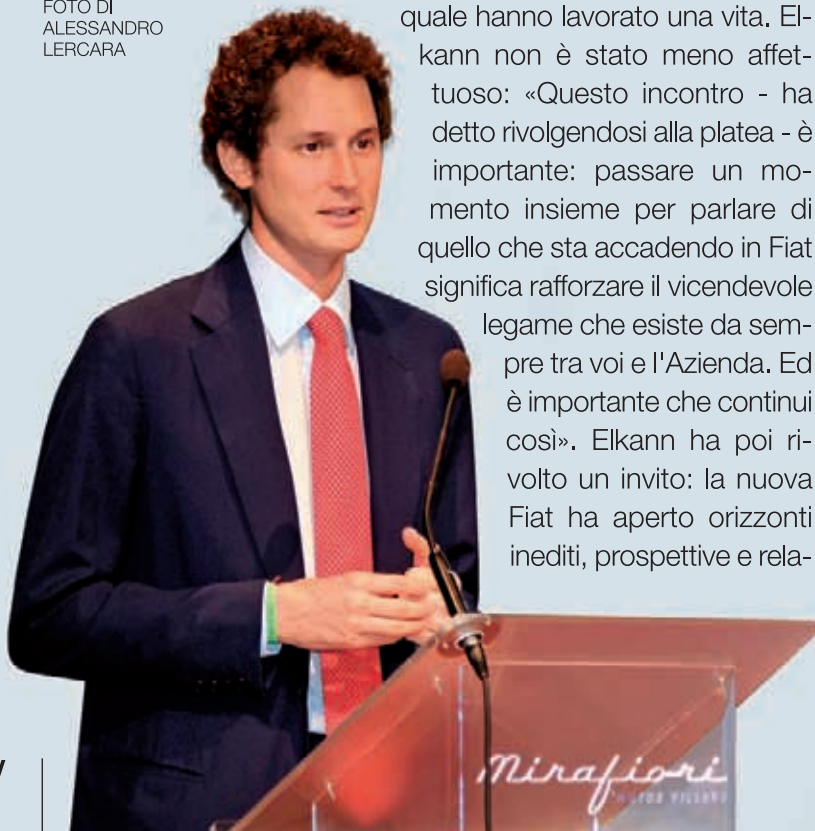 FOTO DI
ALESSANDRO
LERCARA
quale hanno lavorato una vita. El-
kann non è stato meno affet-
tuoso: «Questo incontro - ha
detto rivolgendosi alla platea - è
importante: passare un mo-
mento insieme per parlare di
quello che sta accadendo in Fiat
significa rafforzare il vicendevole
legame che esiste da sem-
pre tra voi e l'Azienda. Ed
è importante che continui
così». Elkann ha poi ri-
volto un invito: la nuova
Fiat ha aperto orizzonti
inediti, prospettive e rela-
Mirafiori
MOTOR VILLAGE